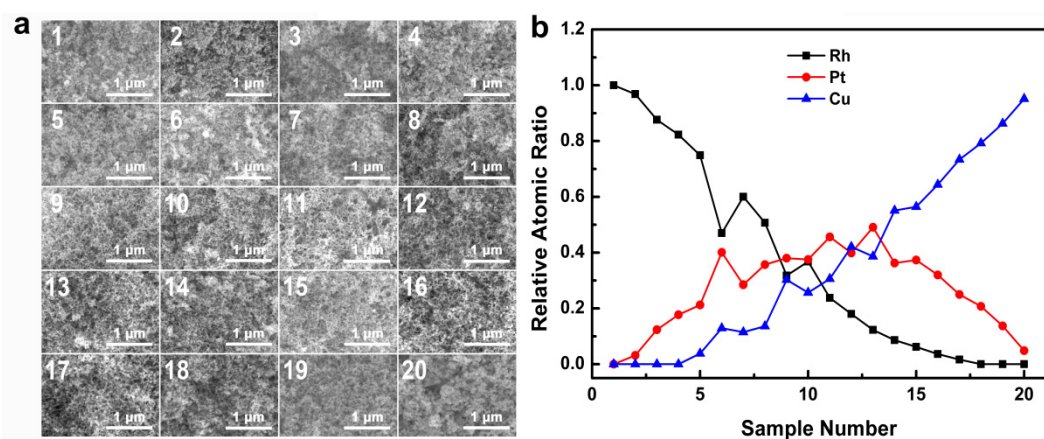 a
1 2 3 4
1 µm 1 µm 1 µm 1 µm
5 6 7 8
1 µm 1 µm 1 µm 1 µm
9 10 11 12
1 µm 1 µm 1 µm 1 µm
13 14 15 16
1 µm 1 µm 1 µm 1 µm
17 18 19 20
1 µm 1 µm 1 µm 1 µm
b
Relative Atomic Ratio
1.2
1.0
0.8
0.6
0.4
0.2
0.0
Rh
Pt
Cu
0 5 10 15 20
Sample Number